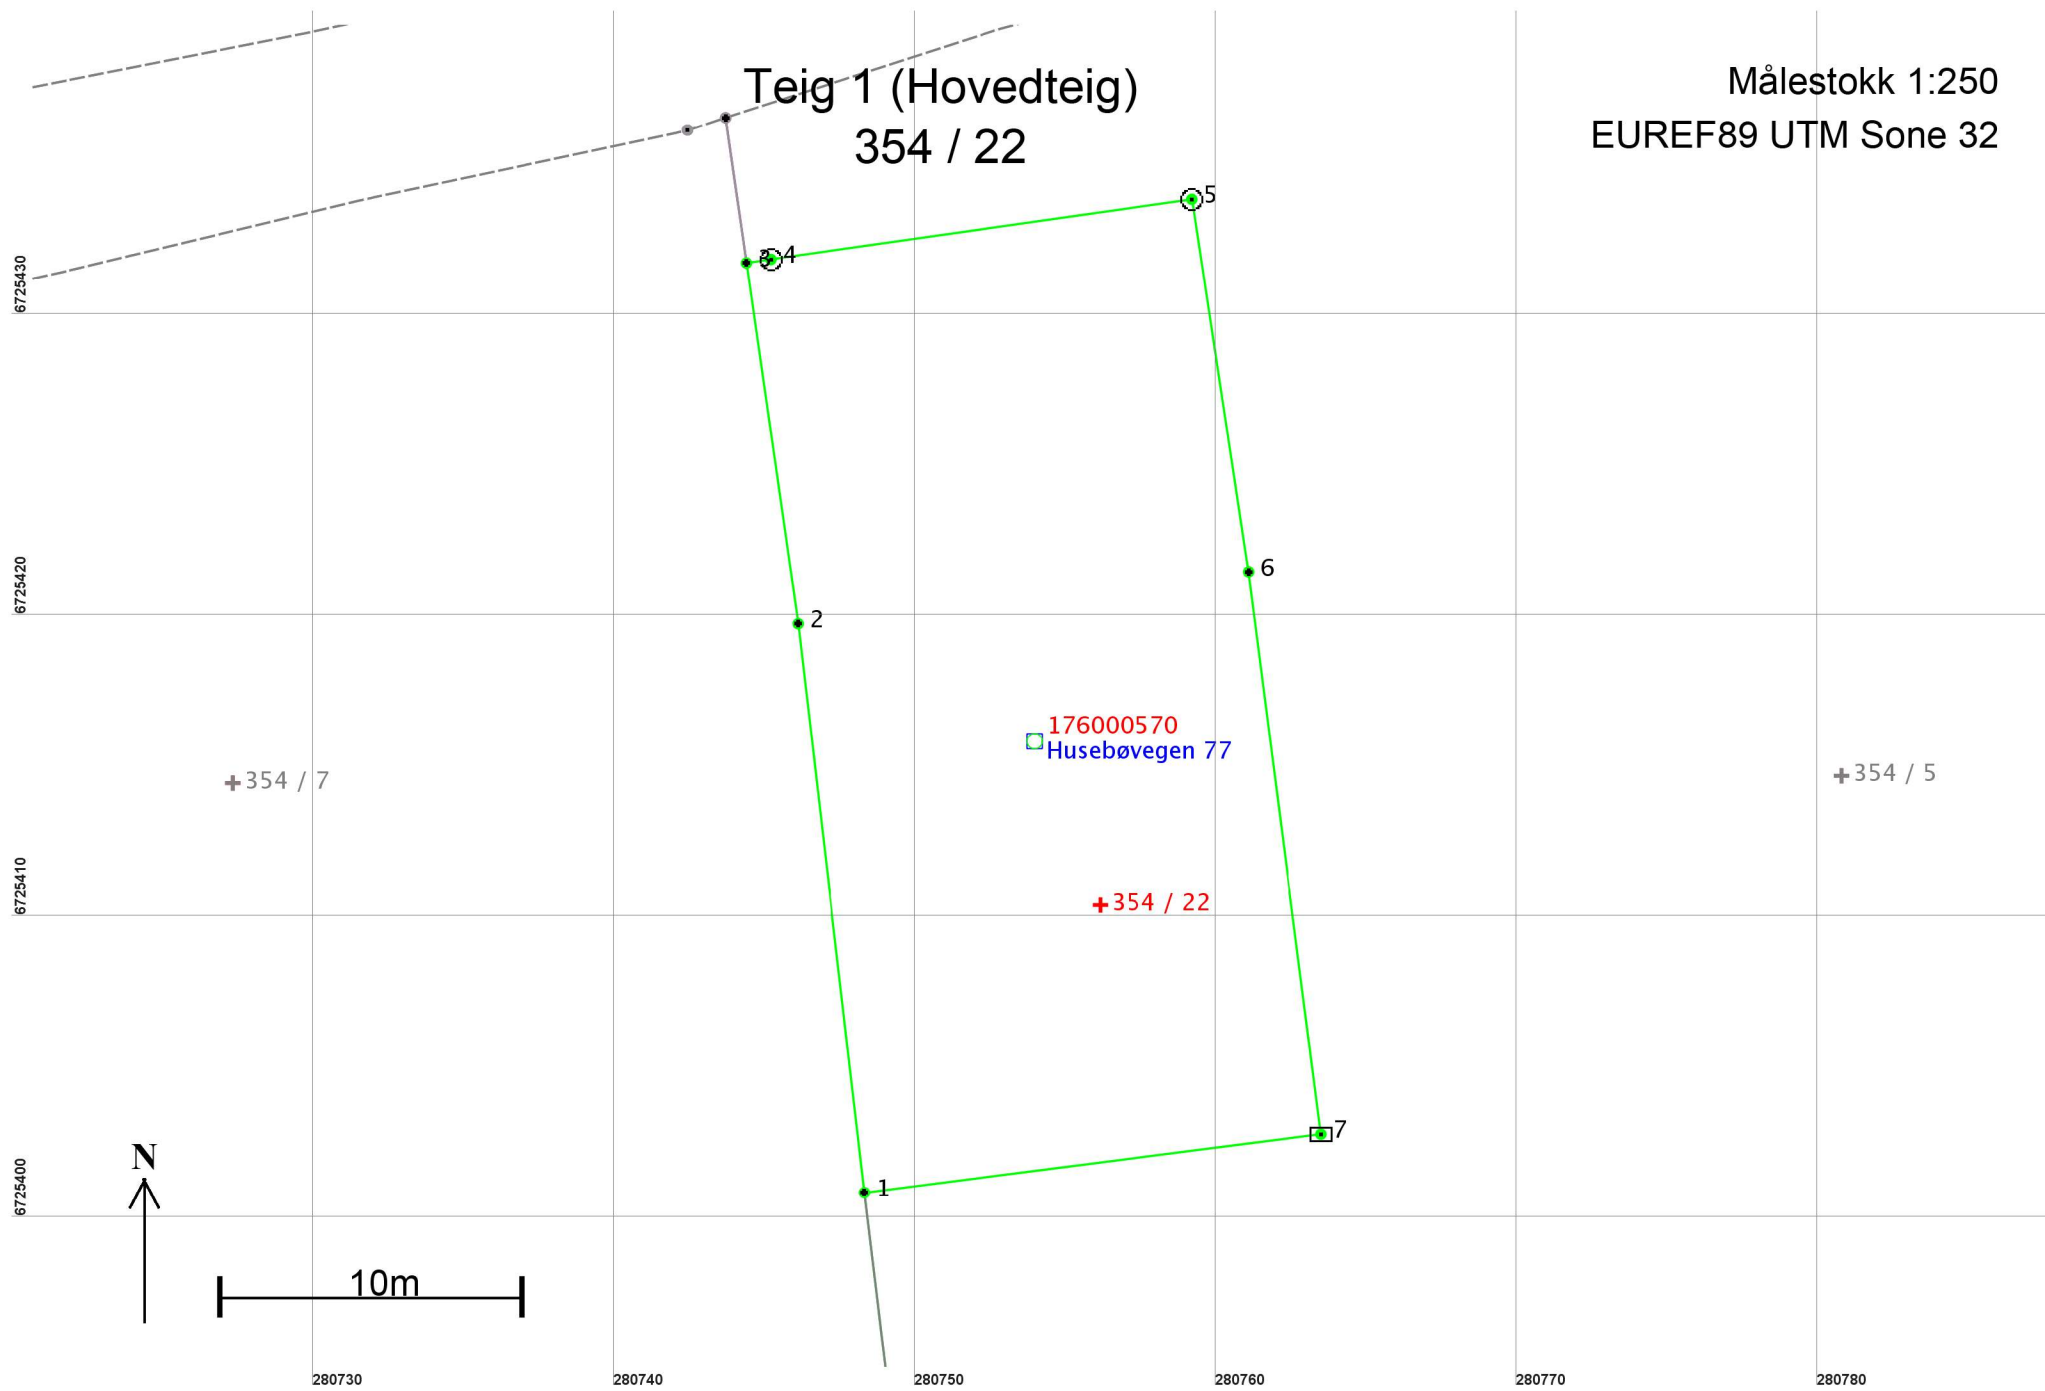 Teig 1 (Hovedteig)
354 / 22
Målestokk 1:250
EUREF89 UTM Sone 32
5
3
4
6725430
6
6725420
2
176000570
Husebøvegen 77
354 / 7
354 / 5
354 / 22
6725410
7
N
1
6725400
10m
280730
280740
280750
280760
280770
280780